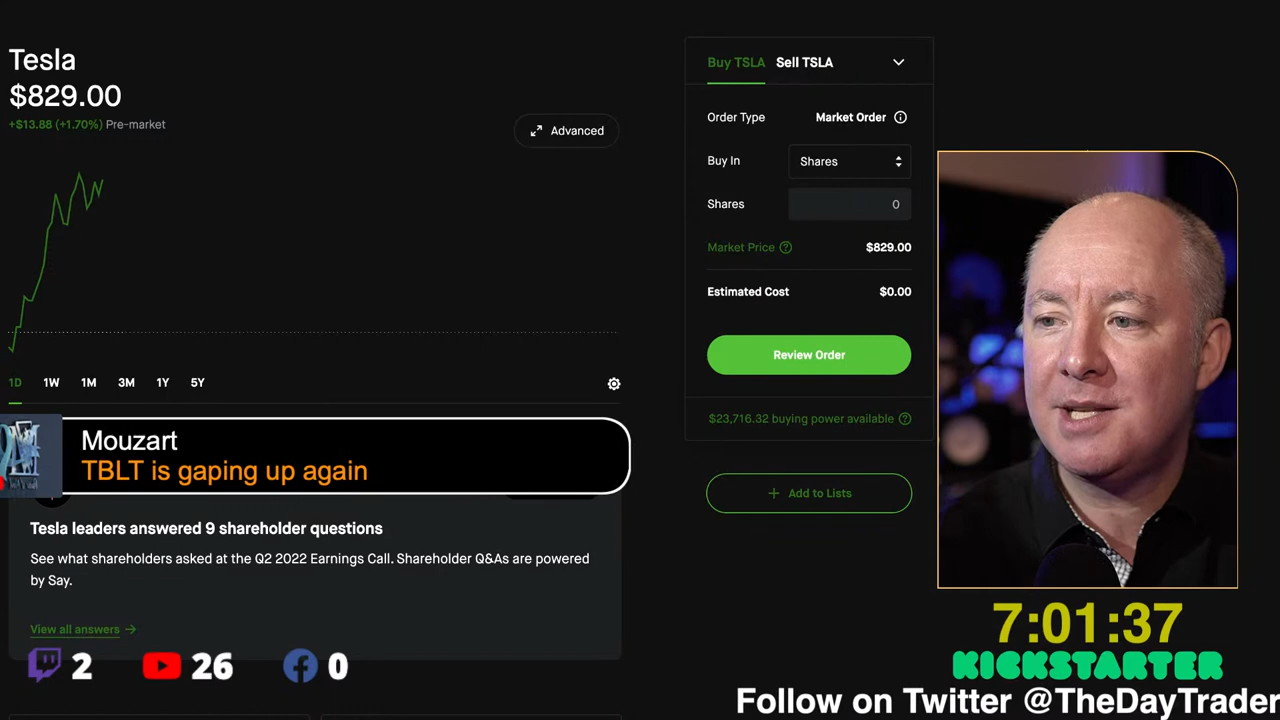 Tesla
$829.00
+$13.88 (+1.70%) Pre-market
Advanced
1D 1W 1M 3M 1Y 5Y
Buy TSLA Sell TSLA
Order Type Market Order
Buy In Shares
Shares 0
Market Price $829.00
Estimated Cost $0.00
Review Order
$23,716.32 buying power available
Add to Lists
Mouzart
TBLT is gaping up again
Tesla leaders answered 9 shareholder questions
See what shareholders asked at the Q2 2022 Earnings Call. Shareholder Q&As are powered
by Say.
View all answers
2 26 0
7:01:37
KICKSTARTER
Follow on Twitter @TheDayTrader